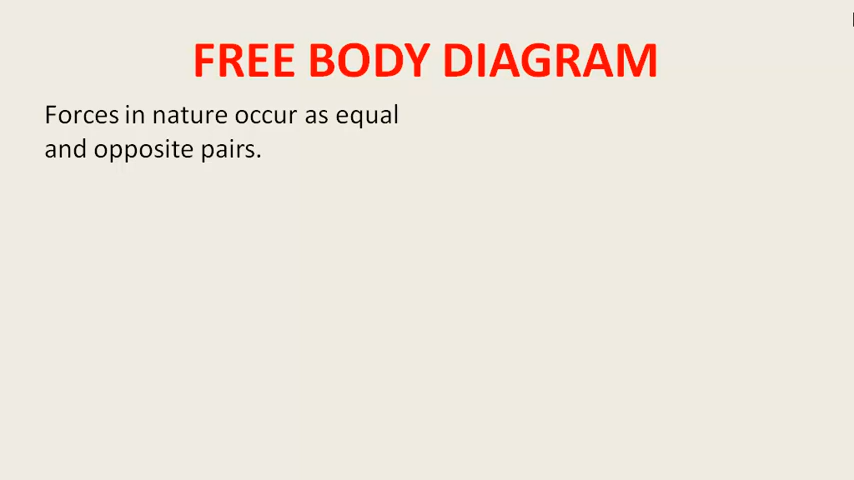 FREE BODY DIAGRAM
Forces in nature occur as equal
and opposite pairs.